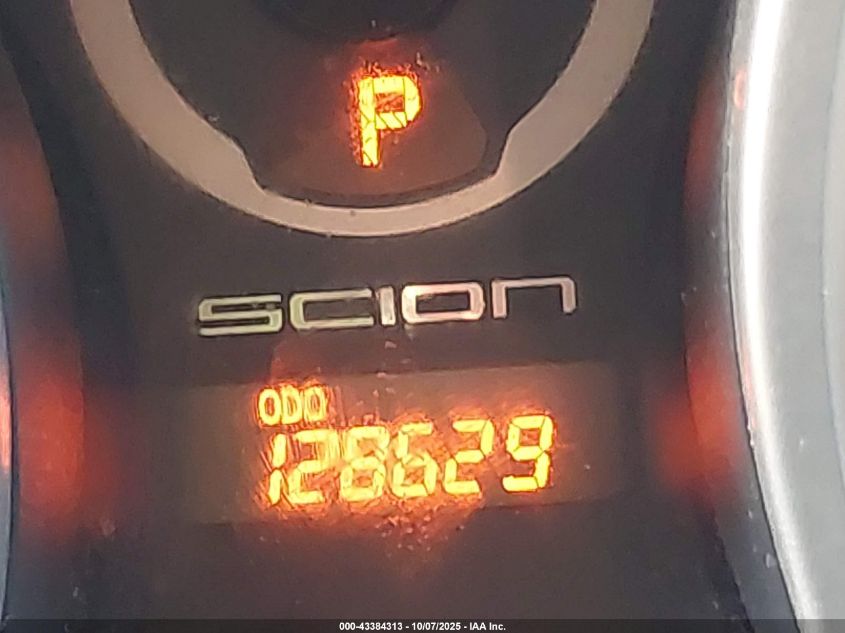 P
SCION
ODO
128629
000-43384313 - 10/07/2025 - IAA Inc.